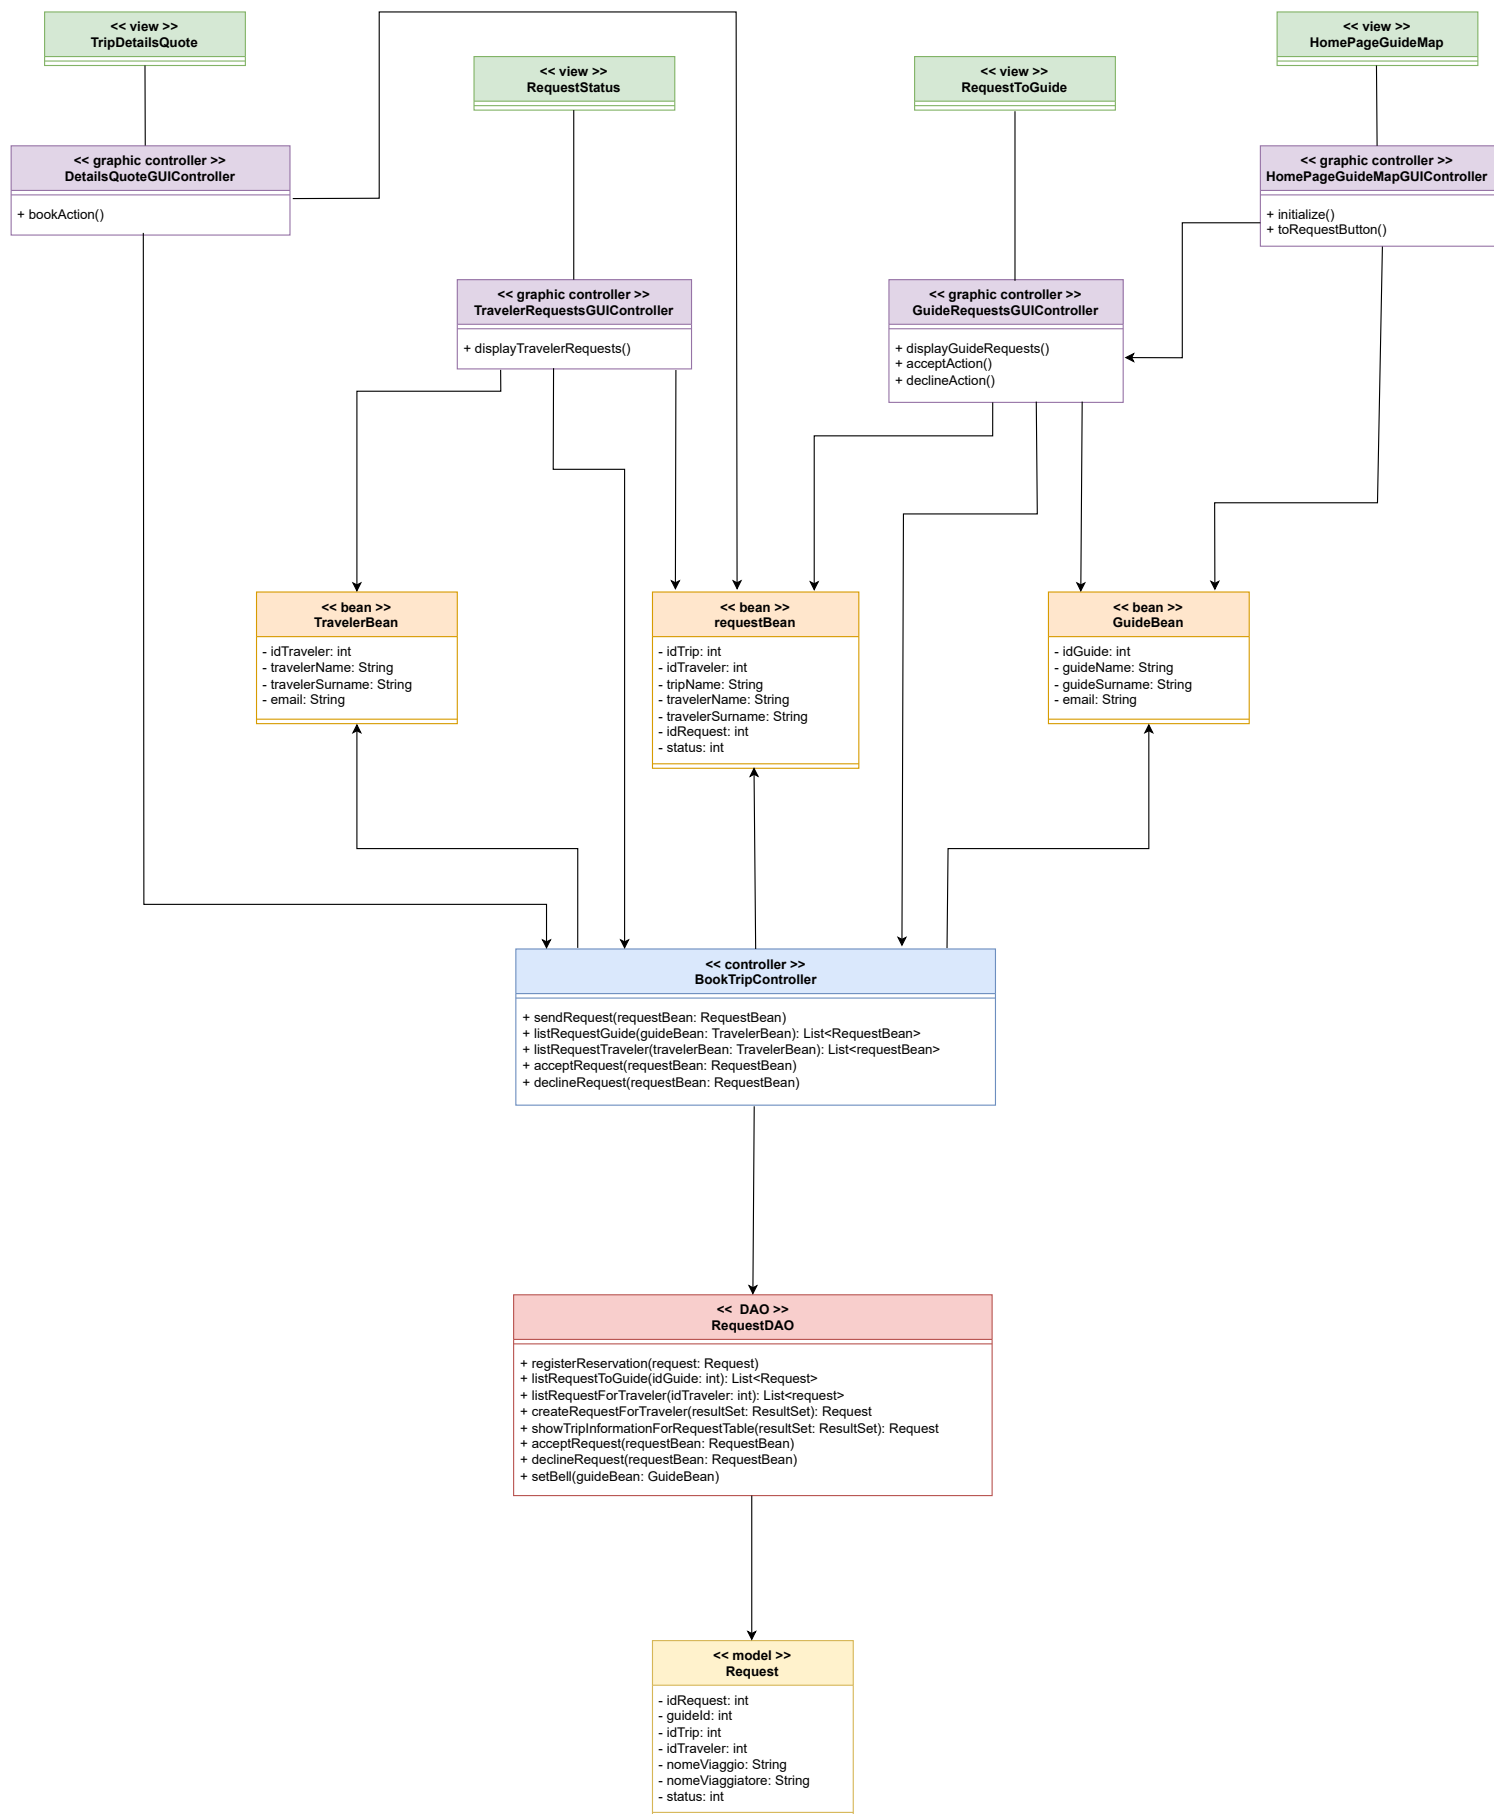 << view >>
TripDetailsQuote
<< view >>
HomePageGuideMap
<< view >>
RequestStatus
<< view >>
RequestToGuide
<< graphic controller >>
DetailsQuoteGUIController
+ bookAction()
<< graphic controller >>
HomePageGuideMapGUIController
+ initialize()
+ toRequestButton()
<< graphic controller >>
TravelerRequestsGUIController
+ displayTravelerRequests()
<< graphic controller >>
GuideRequestsGUIController
+ displayGuideRequests()
+ acceptAction()
+ declineAction()
<< bean >>
TravelerBean
- idTraveler: int
- travelerName: String
- travelerSurname: String
- email: String
<< bean >>
requestBean
- idTrip: int
- idTraveler: int
- tripName: String
- travelerName: String
- travelerSurname: String
- idRequest: int
- status: int
<< bean >>
GuideBean
- idGuide: int
- guideName: String
- guideSurname: String
- email: String
<< controller >>
BookTripController
+ sendRequest(requestBean: RequestBean)
+ listRequestGuide(guideBean: TravelerBean): List<RequestBean>
+ listRequestTraveler(travelerBean: TravelerBean): List<requestBean>
+ acceptRequest(requestBean: RequestBean)
+ declineRequest(requestBean: RequestBean)
<< DAO >>
RequestDAO
+ registerReservation(request: Request)
+ listRequestToGuide(idGuide: int): List<Request>
+ listRequestForTraveler(idTraveler: int): List<request>
+ createRequestForTraveler(resultSet: ResultSet): Request
+ showTripInformationForRequestTable(resultSet: ResultSet): Request
+ acceptRequest(requestBean: RequestBean)
+ declineRequest(requestBean: RequestBean)
+ setBell(guideBean: GuideBean)
<< model >>
Request
- idRequest: int
- guideId: int
- idTrip: int
- idTraveler: int
- nomeViaggio: String
- nomeViaggiatore: String
- status: int